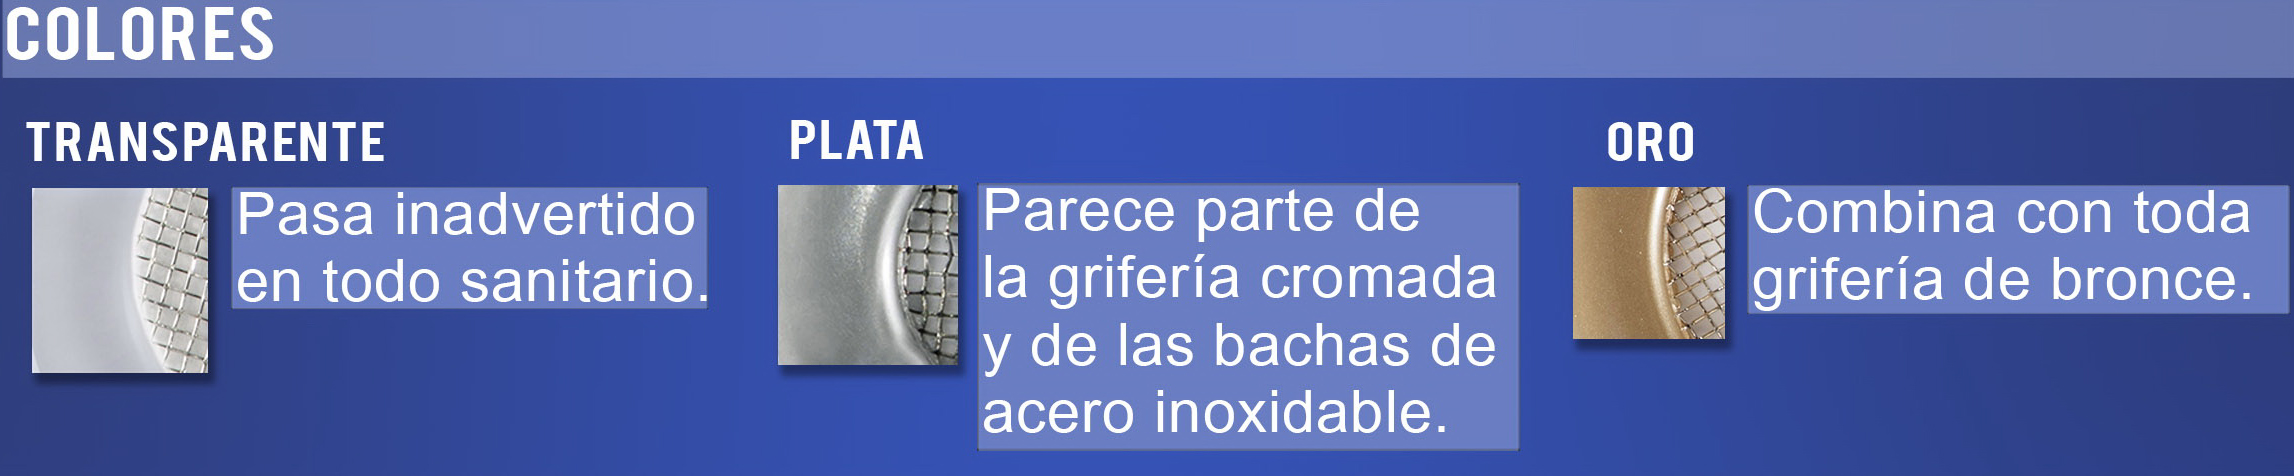 COLORES
TRANSPARENTE
Pasa inadvertido
en todo sanitario.
PLATA
Parece parte de
la grifería cromada
y de las bachas de
acero inoxidable.
ORO
Combina con toda
grifería de bronce.